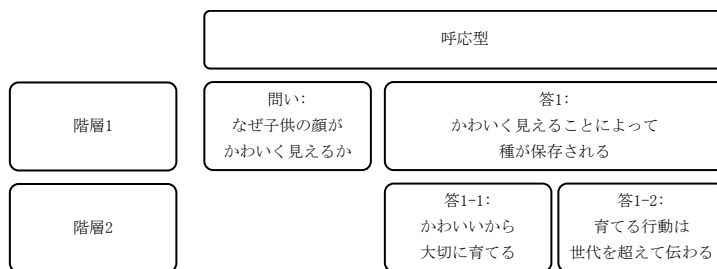 呼応型
階層1
問い:
なぜ子供の顔が
かわいく見えるか
答1:
かわいく見えることによって
種が保存される
階層2
答1-1:
かわいいから
大切に育てる
答1-2:
育てる行動は
世代を超えて伝わる